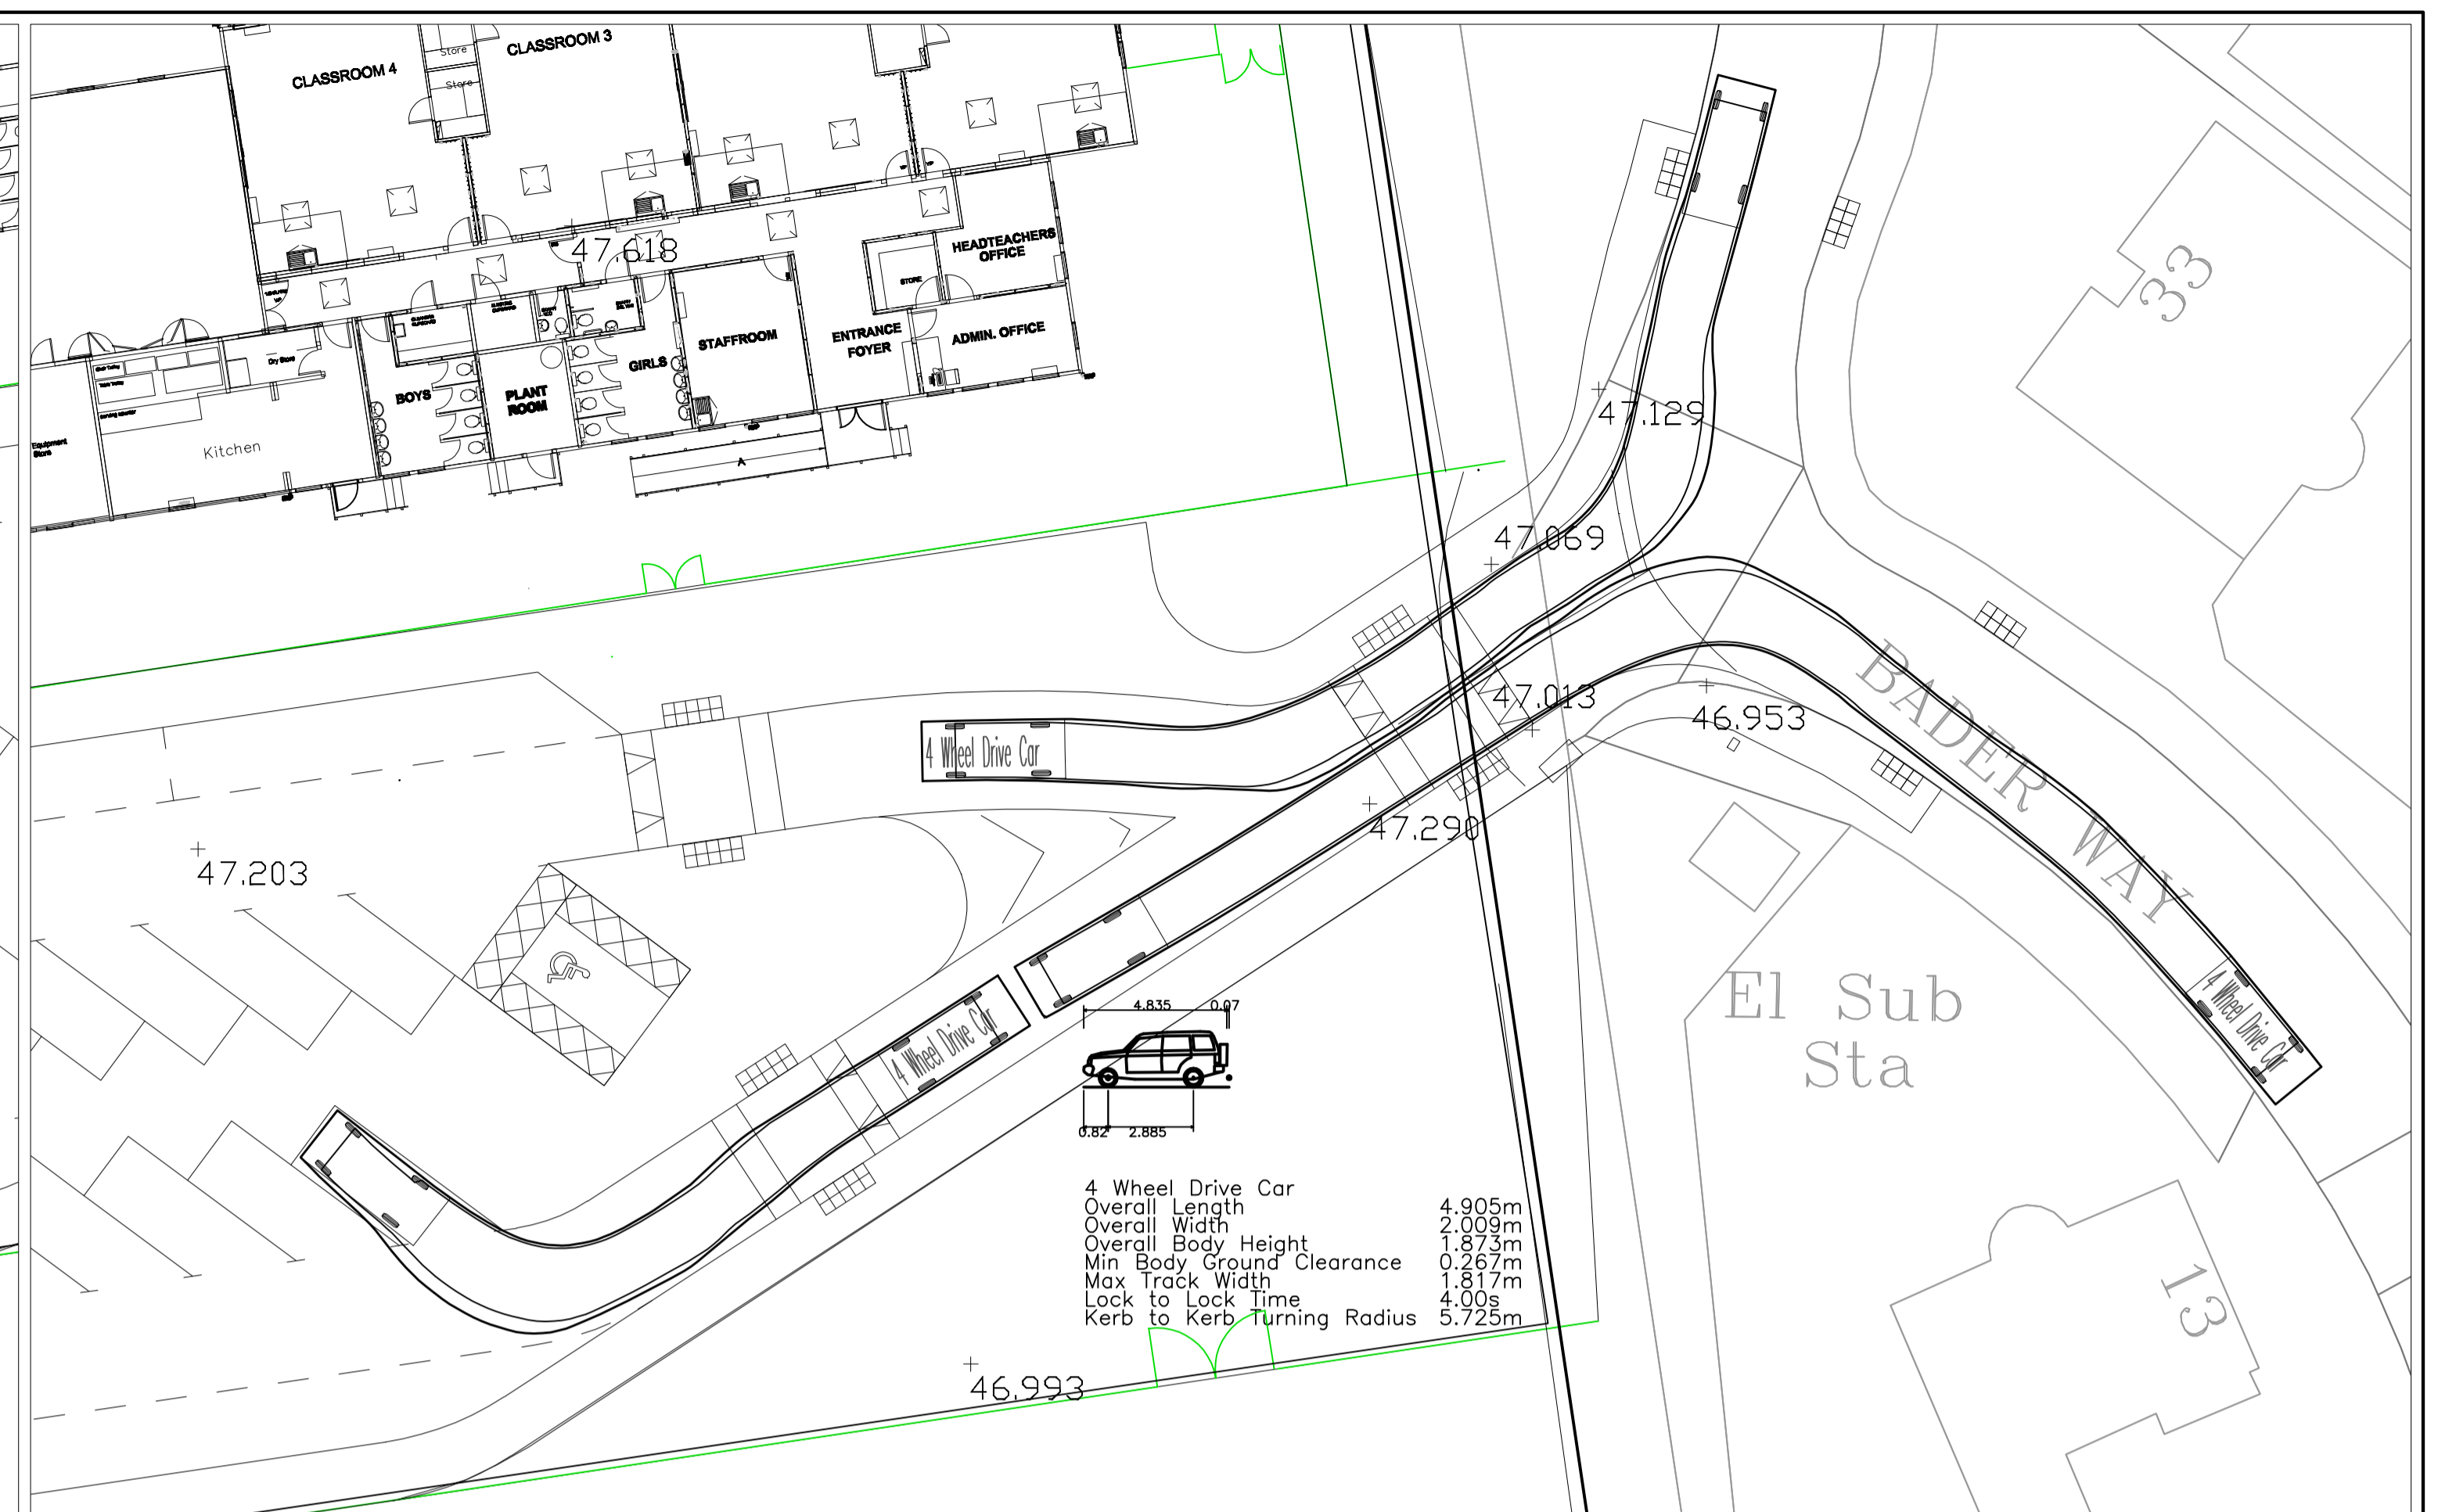 CLASSROOM 4
Store
Store
CLASSROOM 3
47.618
HEADTEACHERS
OFFICE
STORE
ENTRANCE
FOYER
ADMIN. OFFICE
STAFFROOM
GIRLS
PLANT
ROOM
BOYS
Dry Store
Kitchen
Equipment
Store
A
33
47.129
47.069
47.013
46.953
BADER WAY
4 Wheel Drive Car
47.290
47.203
4 Wheel Drive Car
4 Wheel Drive Car
El Sub
Sta
4.835
0.07
0.82
2.885
4 Wheel Drive Car
Overall Length 4.905m
Overall Width 2.009m
Overall Body Height 1.873m
Min Body Ground Clearance 0.267m
Max Track Width 1.817m
Lock to Lock Time 4.00s
Kerb to Kerb Turning Radius 5.725m
13
46.993